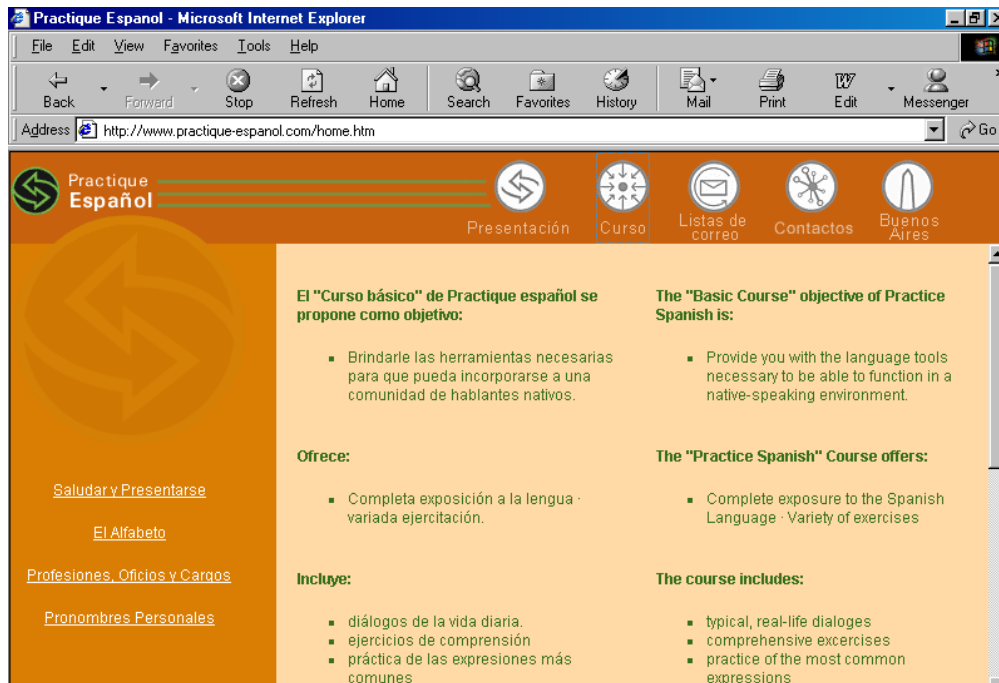 Practique Espanol - Microsoft Internet Explorer
File Edit View Favorites Tools Help
Back Forward Stop Refresh Home Search Favorites History Mail Print Edit Messenger
Address http://www.practique-espanol.com/home.htm Go
Practique
Español
Presentación
Curso
Listas de
correo
Contactos
Buenos
Aires
Saludar y Presentarse
El Alfabeto
Profesiones, Oficios y Cargos
Pronombres Personales
El "Curso básico" de Practique español se
propone como objetivo:
▪ Brindarle las herramientas necesarias
para que pueda incorporarse a una
comunidad de hablantes nativos.
Ofrece:
▪ Completa exposición a la lengua ·
variada ejercitación.
Incluye:
▪ diálogos de la vida diaria.
▪ ejercicios de comprensión
▪ práctica de las expresiones más
comunes
The "Basic Course" objective of Practice
Spanish is:
▪ Provide you with the language tools
necessary to be able to function in a
native-speaking environment.
The "Practice Spanish" Course offers:
▪ Complete exposure to the Spanish
Language · Variety of exercises
The course includes:
▪ typical, real-life dialoges
▪ comprehensive excercises
▪ practice of the most common
expressions